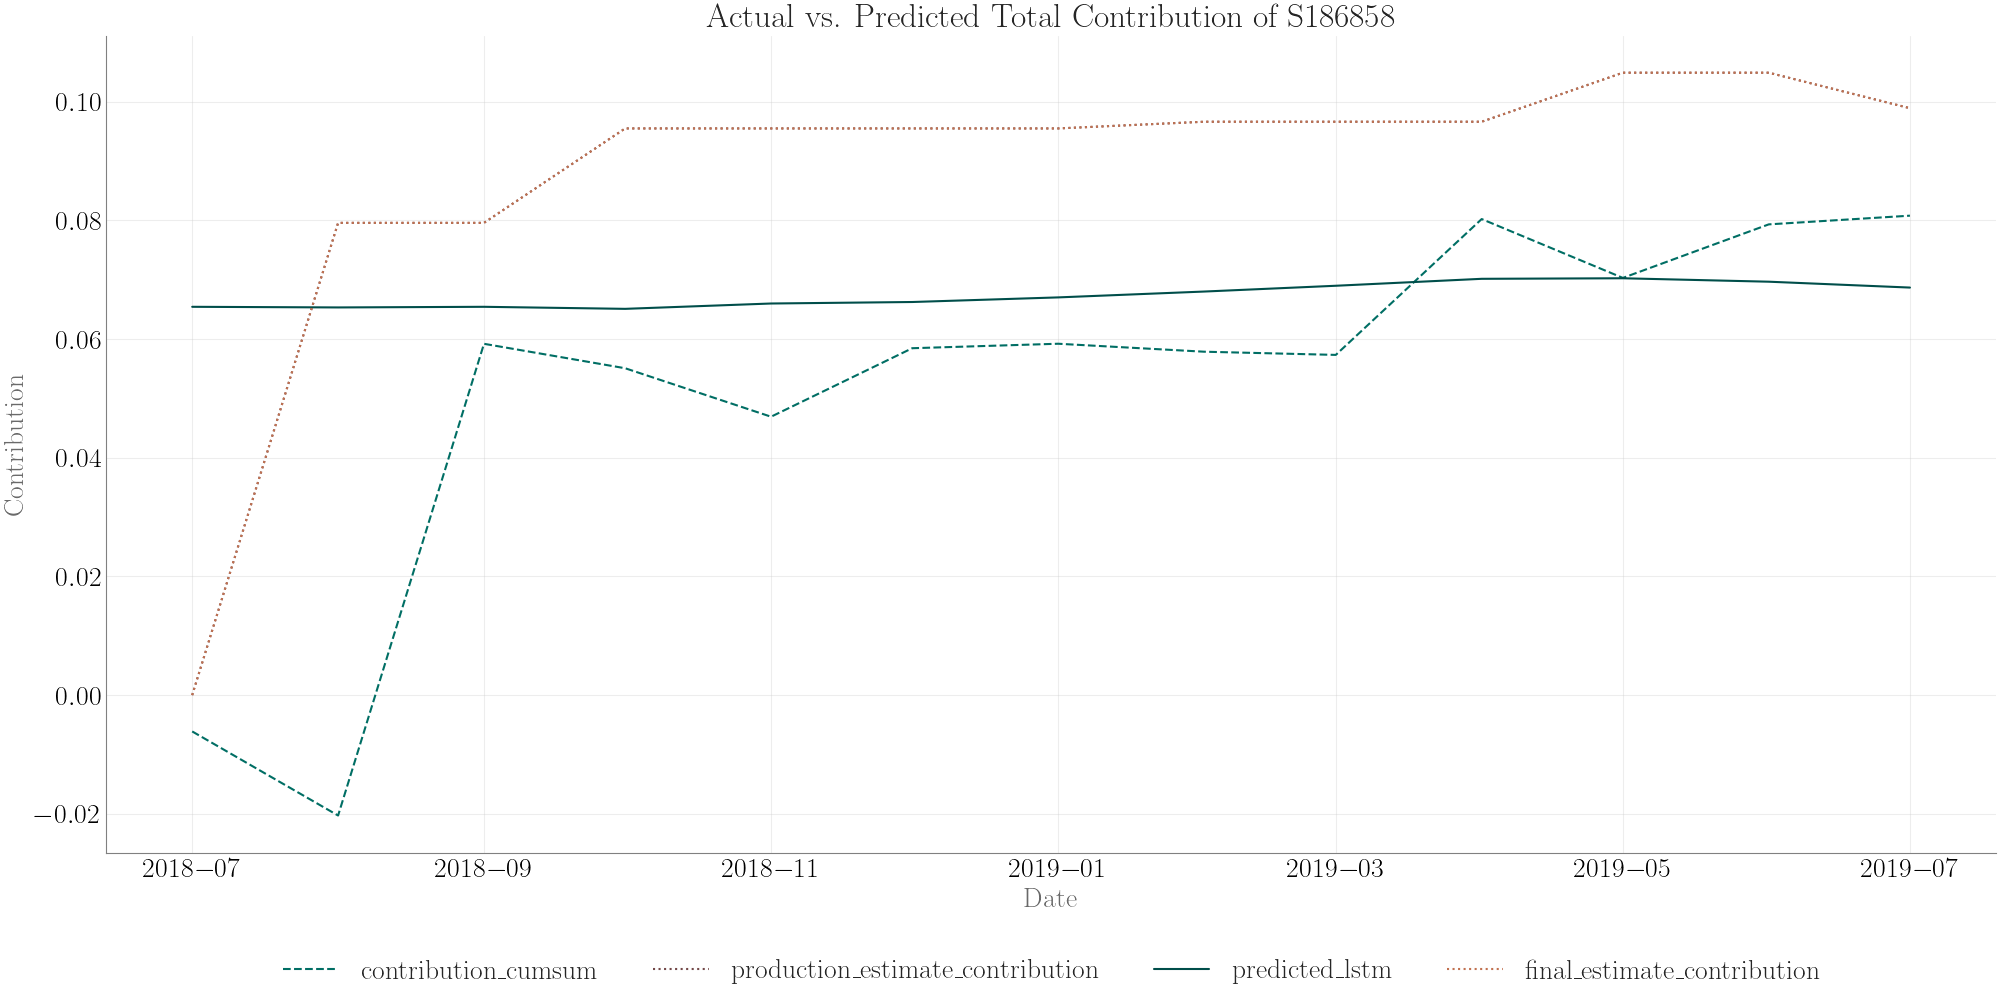 Actual vs. Predicted Total Contribution of S186858
0.10
0.08
0.06
0.04
0.02
0.00
−0.02
Contribution
2018−07 2018−09 2018−11 2019−01 2019−03 2019−05 2019−07
Date
contribution_cumsum production_estimate_contribution predicted_lstm final_estimate_contribution